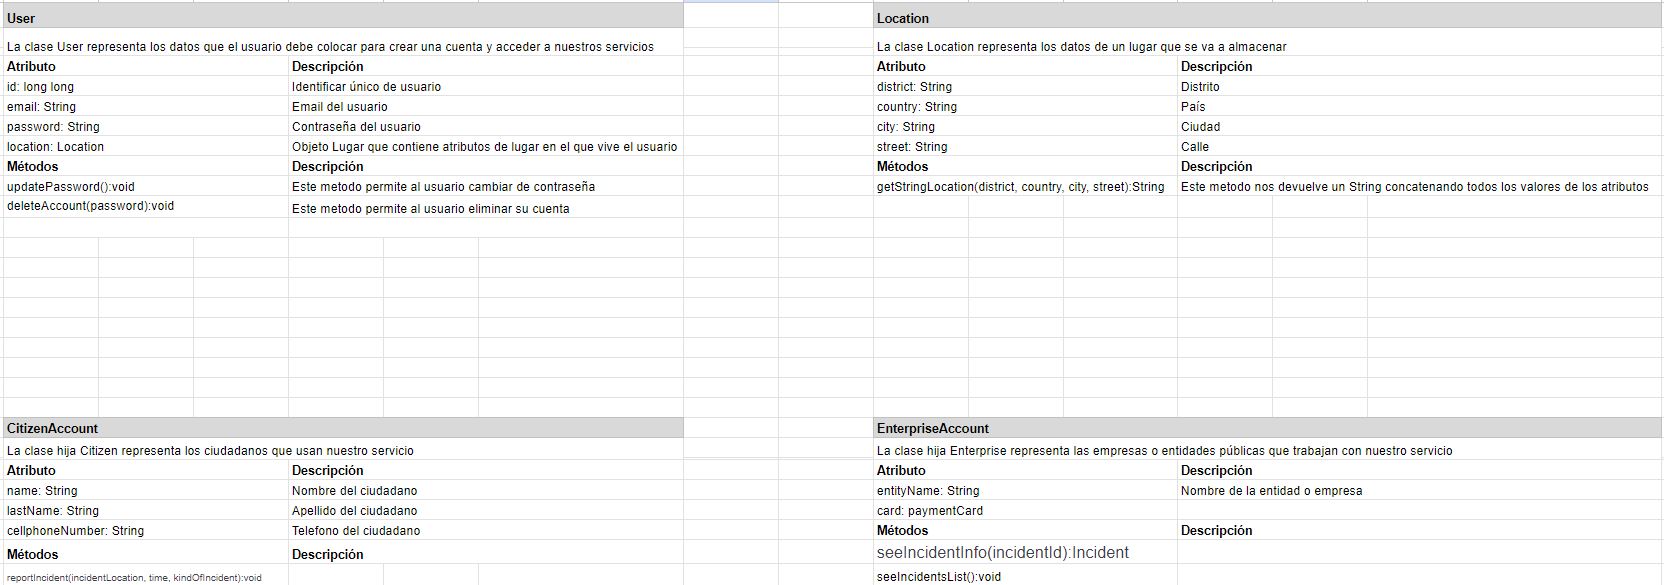 User
La clase User representa los datos que el usuario debe colocar para crear una cuenta y acceder a nuestros servicios
Atributo Descripción
id: long long Identificar único de usuario
email: String Email del usuario
password: String Contraseña del usuario
location: Location Objeto Lugar que contiene atributos de lugar en el que vive el usuario
Métodos Descripción
updatePassword():void Este metodo permite al usuario cambiar de contraseña
deleteAccount(password):void Este metodo permite al usuario eliminar su cuenta
Location
La clase Location representa los datos de un lugar que se va a almacenar
Atributo Descripción
district: String Distrito
country: String País
city: String Ciudad
street: String Calle
Métodos Descripción
getStringLocation(district, country, city, street):String Este metodo nos devuelve un String concatenando todos los valores de los atributos
CitizenAccount
La clase hija Citizen representa los ciudadanos que usan nuestro servicio
Atributo Descripción
name: String Nombre del ciudadano
lastName: String Apellido del ciudadano
cellphoneNumber: String Telefono del ciudadano
Métodos Descripción
reportIncident(incidentLocation, time, kindOfIncident):void
EnterpriseAccount
La clase hija Enterprise representa las empresas o entidades públicas que trabajan con nuestro servicio
Atributo Descripción
entityName: String Nombre de la entidad o empresa
card: paymentCard
Métodos Descripción
seeIncidentInfo(incidentId):Incident
seeIncidentsList():void